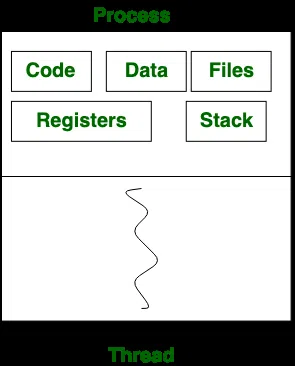 Process
Code Data Files
Registers Stack
Thread